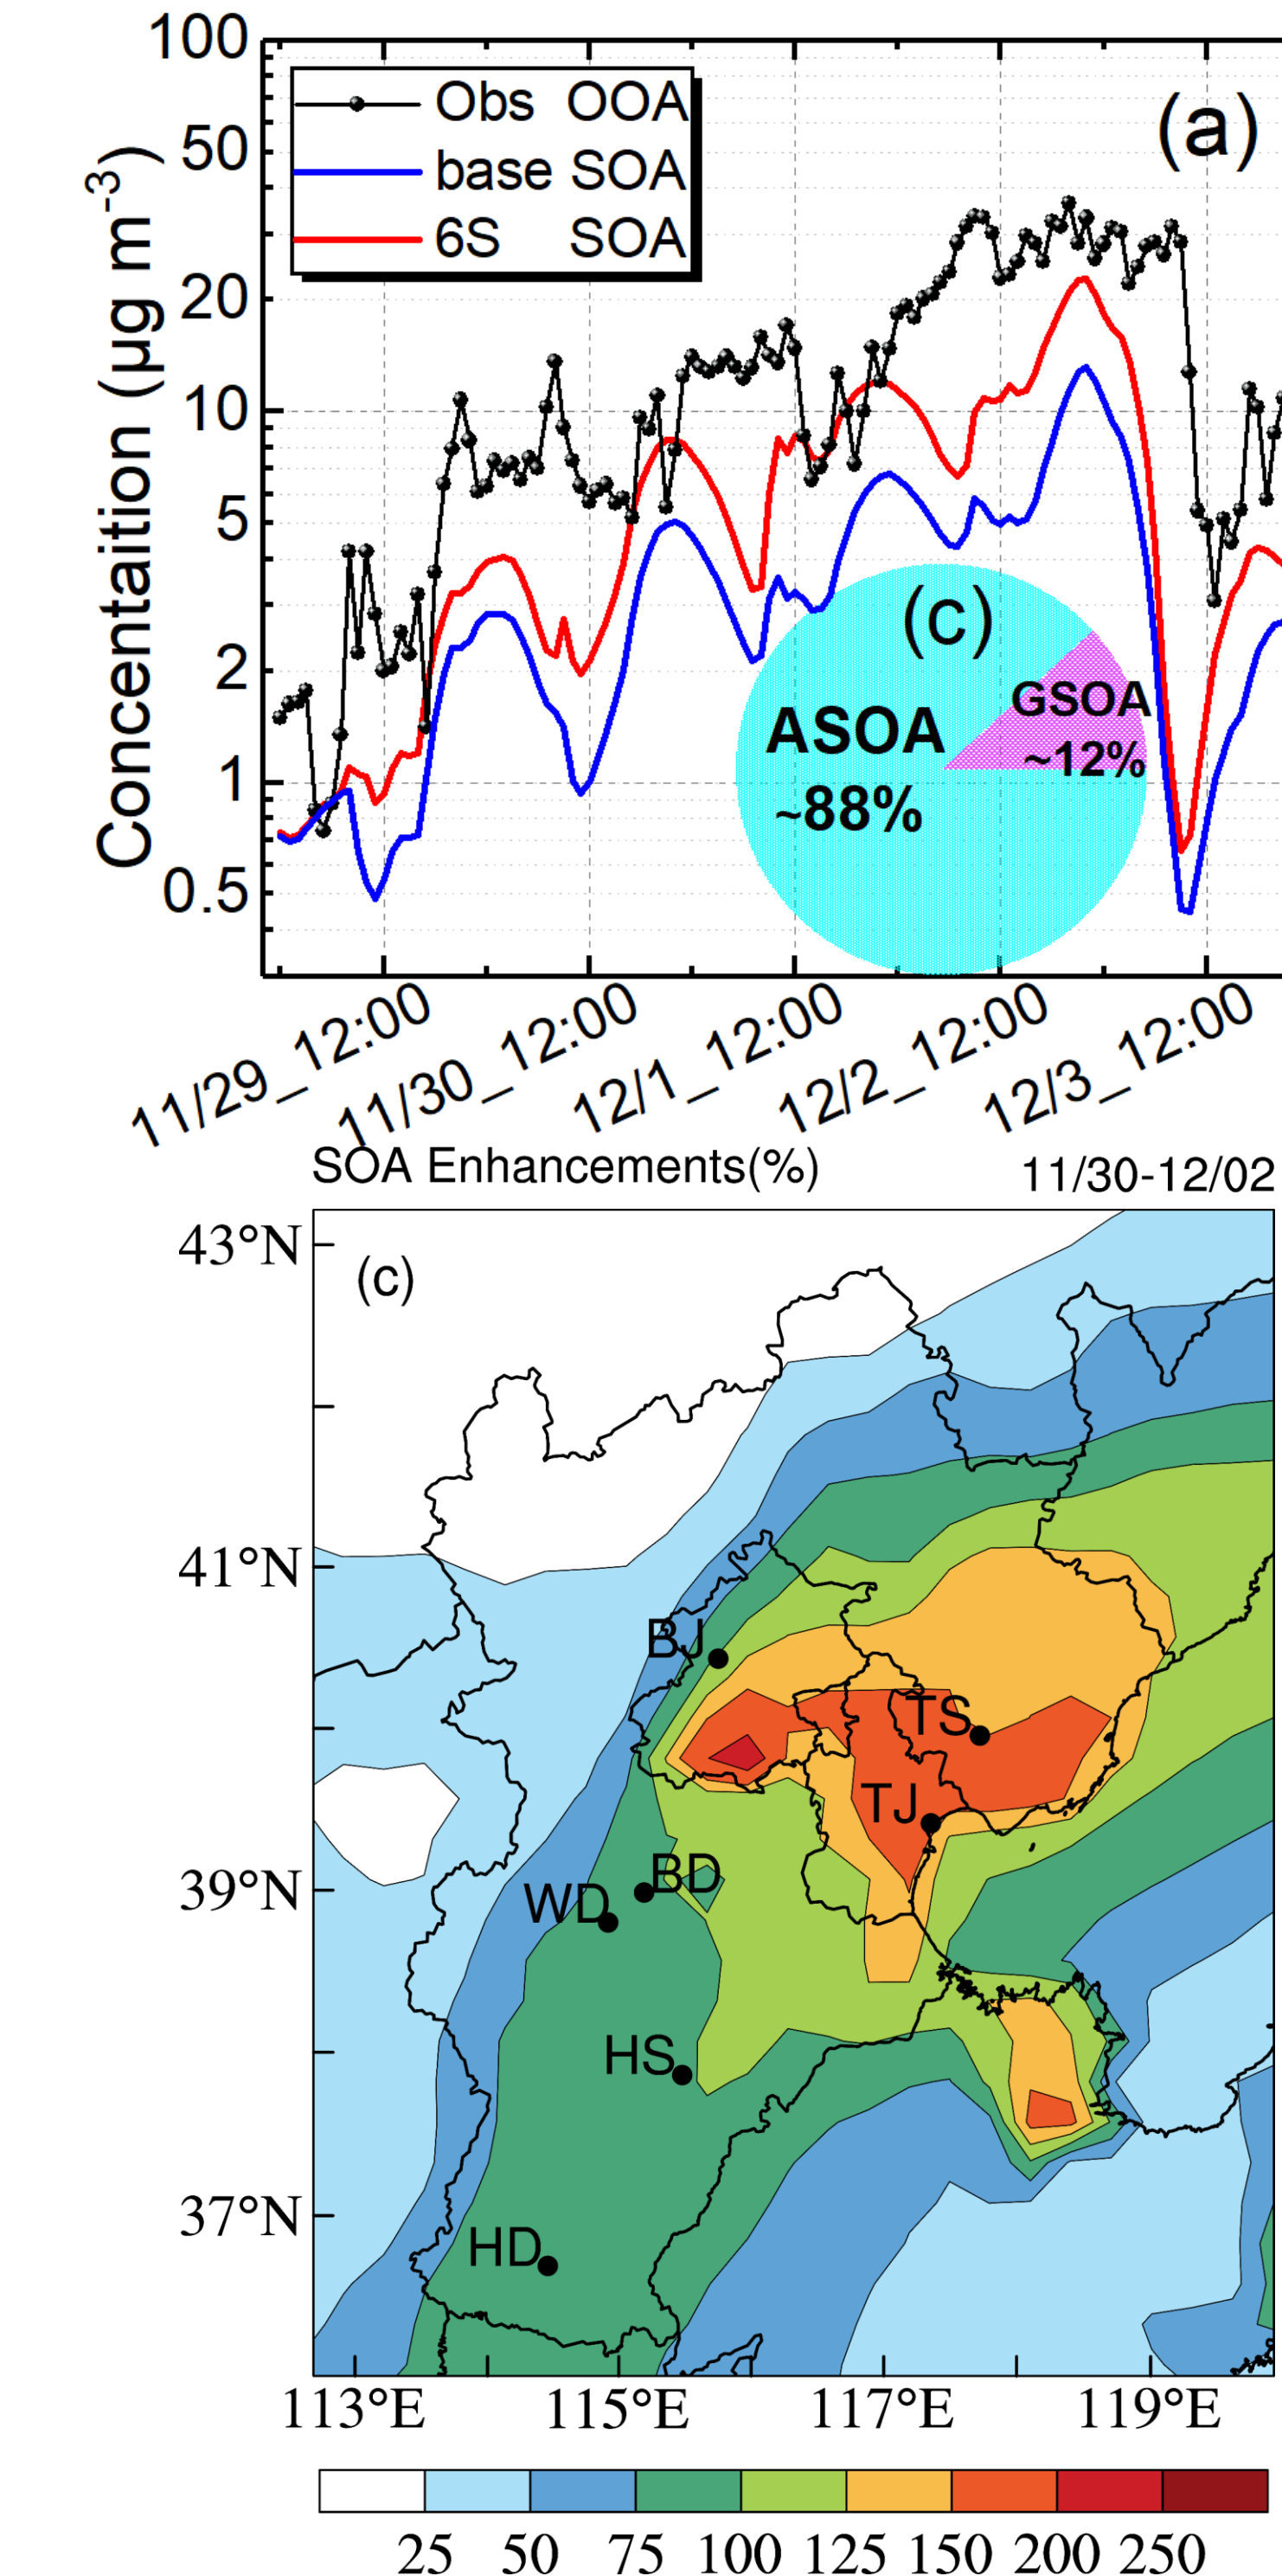 100
50
20
10
5
2
1
0.5
Concentaition (μg m-3)
Obs OOA
base SOA
6S SOA
(a)
(c)
ASOA
~88%
GSOA
~12%
11/29_12:00
11/30_12:00
12/1_12:00
12/2_12:00
12/3_12:00
SOA Enhancements(%) 11/30-12/02
(c)
43°N
41°N
39°N
37°N
BJ
TS
TJ
BD
WD
HS
HD
113°E 115°E 117°E 119°E
25 50 75 100 125 150 200 250